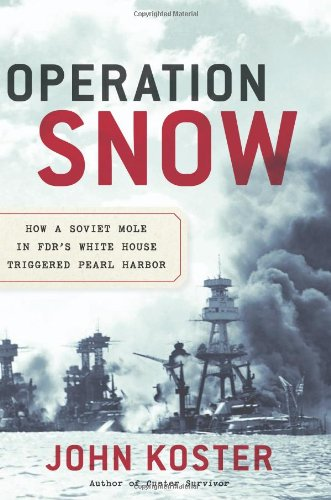 OPERATION
SNOW
HOW A SOVIET MOLE
IN FDR'S WHITE HOUSE
TRIGGERED PEARL HARBOR
JOHN KOSTER
Author of Custer Survivor